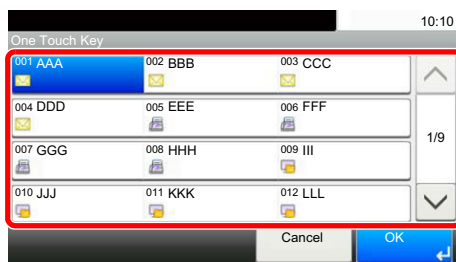 10:10
One Touch Key
001 AAA 002 BBB 003 CCC
004 DDD 005 EEE 006 FFF
1/9
007 GGG 008 HHH 009 III
010 JJJ 011 KKK 012 LLL
Cancel OK